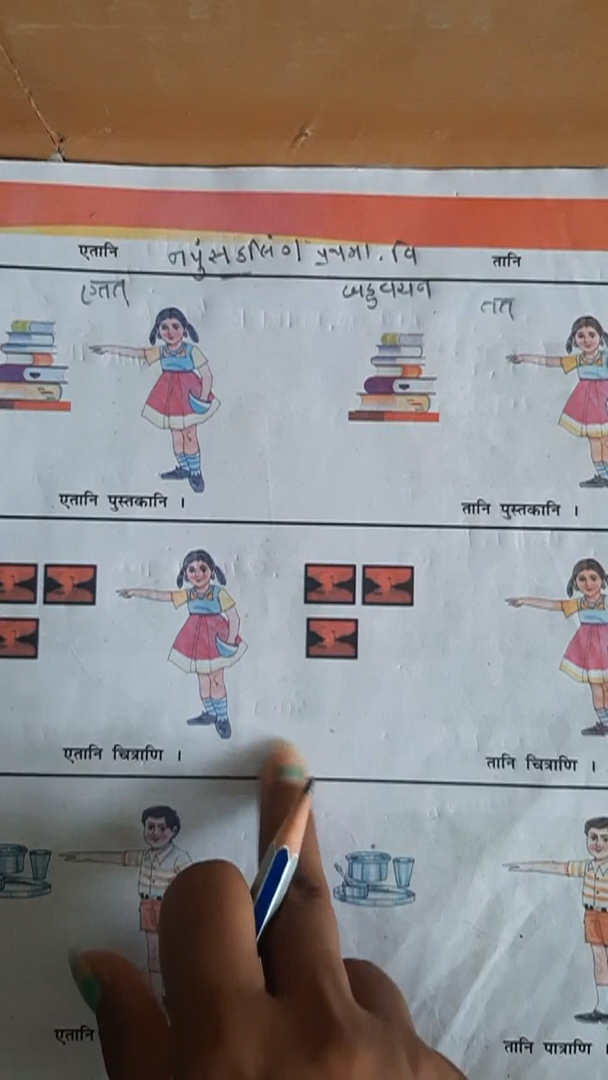 एतानि नपुंसकलिंग प्रथमा. वि तानि
एतत् बहुवचन तत्
एतानि पुस्तकानि । तानि पुस्तकानि ।
एतानि चित्राणि । तानि चित्राणि ।
एतानि तानि पात्राणि ।